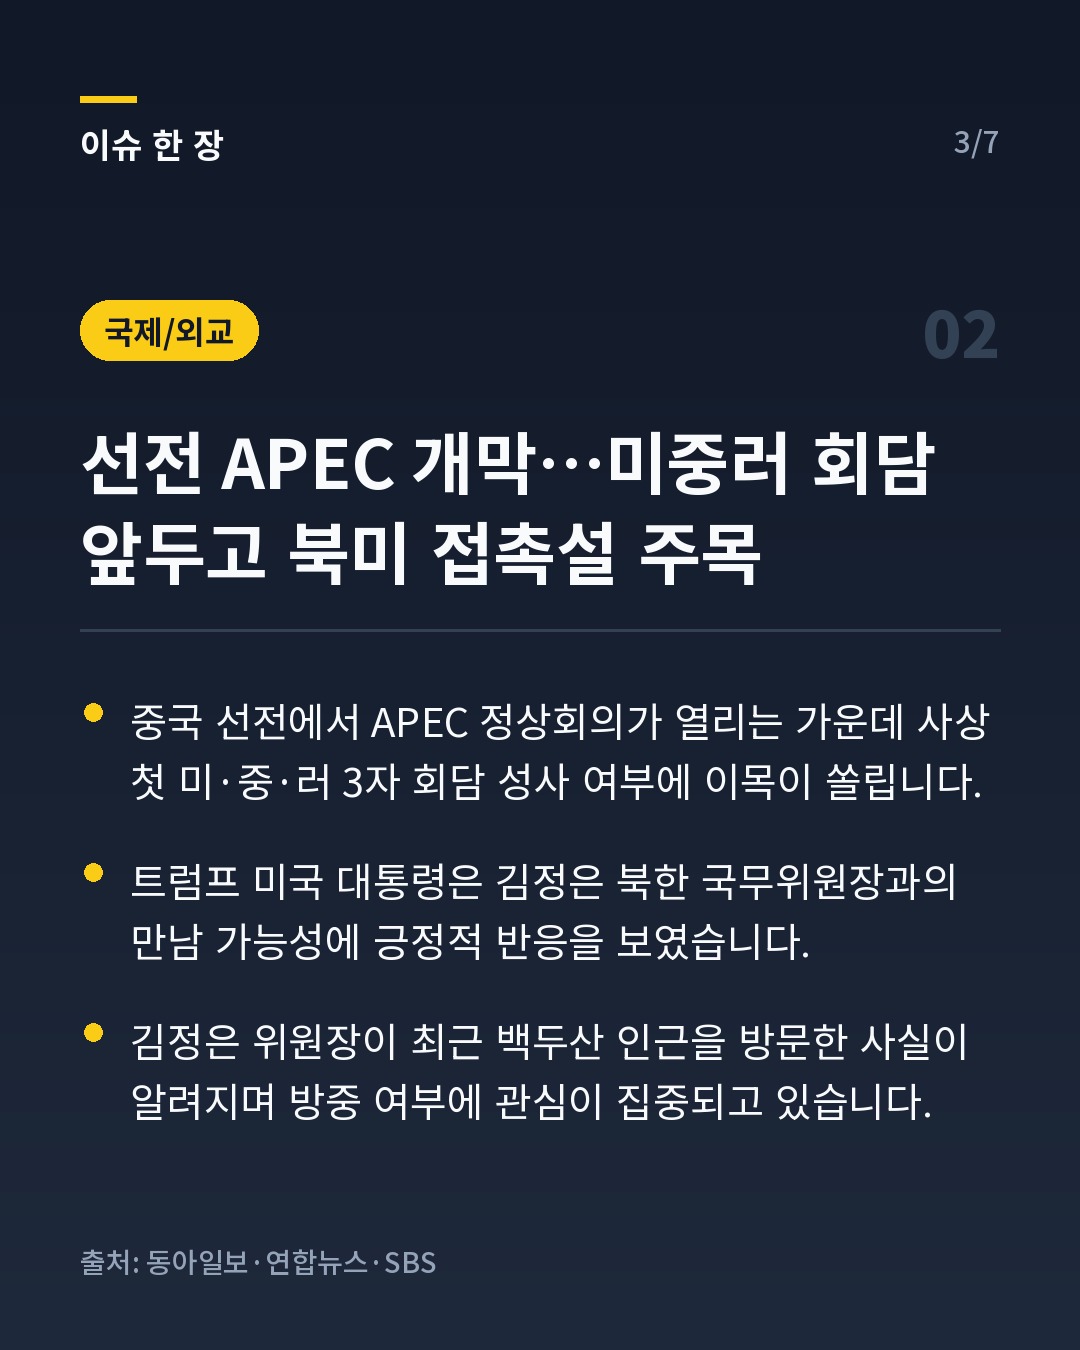 이슈 한 장
3/7
국제/외교
02
선전 APEC 개막…미중러 회담
앞두고 북미 접촉설 주목
중국 선전에서 APEC 정상회의가 열리는 가운데 사상
첫 미·중·러 3자 회담 성사 여부에 이목이 쏠립니다.
트럼프 미국 대통령은 김정은 북한 국무위원장과의
만남 가능성에 긍정적 반응을 보였습니다.
김정은 위원장이 최근 백두산 인근을 방문한 사실이
알려지며 방중 여부에 관심이 집중되고 있습니다.
출처: 동아일보·연합뉴스·SBS